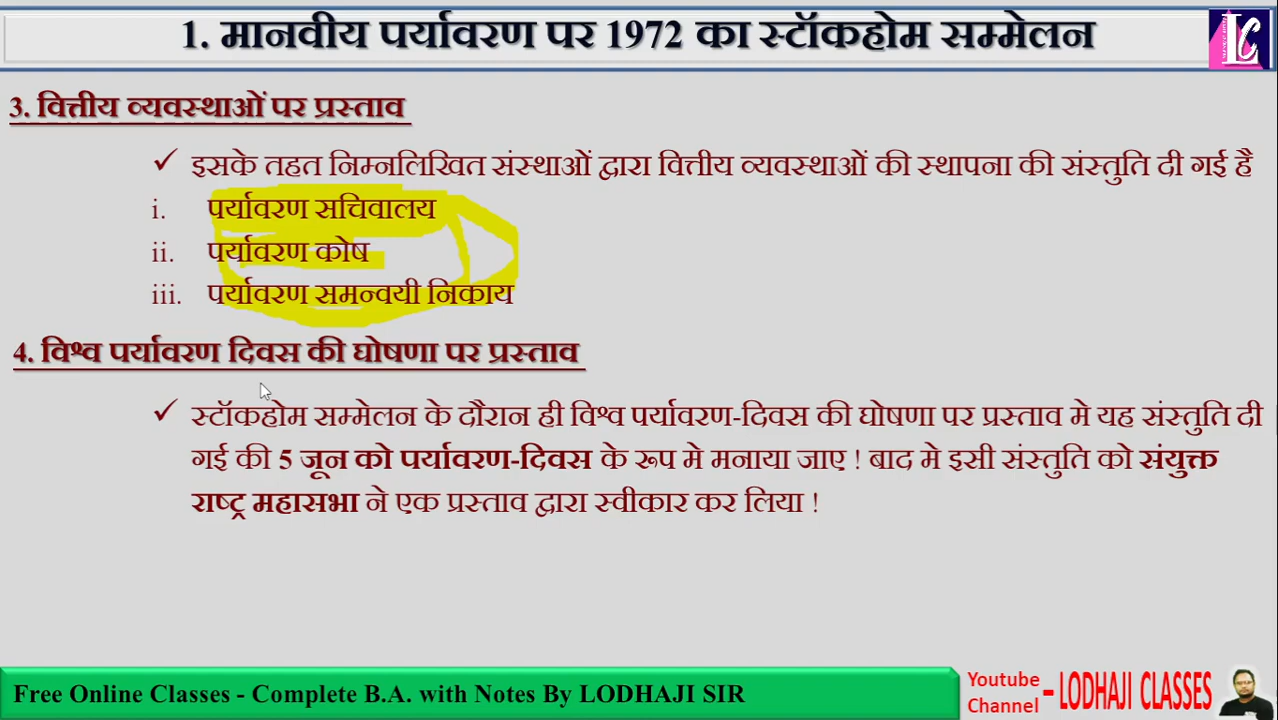 1. मानवीय पर्यावरण पर 1972 का स्टॉकहोम सम्मेलन
LC
3. वित्तीय व्यवस्थाओं पर प्रस्ताव
✓ इसके तहत निम्नलिखित संस्थाओं द्वारा वित्तीय व्यवस्थाओं की स्थापना की संस्तुति दी गई है
i. पर्यावरण सचिवालय
ii. पर्यावरण कोष
iii. पर्यावरण समन्वयी निकाय
4. विश्व पर्यावरण दिवस की घोषणा पर प्रस्ताव
✓ स्टॉकहोम सम्मेलन के दौरान ही विश्व पर्यावरण-दिवस की घोषणा पर प्रस्ताव मे यह संस्तुति दी
गई की 5 जून को पर्यावरण-दिवस के रूप मे मनाया जाए ! बाद मे इसी संस्तुति को संयुक्त
राष्ट्र महासभा ने एक प्रस्ताव द्वारा स्वीकार कर लिया !
Free Online Classes - Complete B.A. with Notes By LODHAJI SIR
Youtube Channel – LODHAJI CLASSES